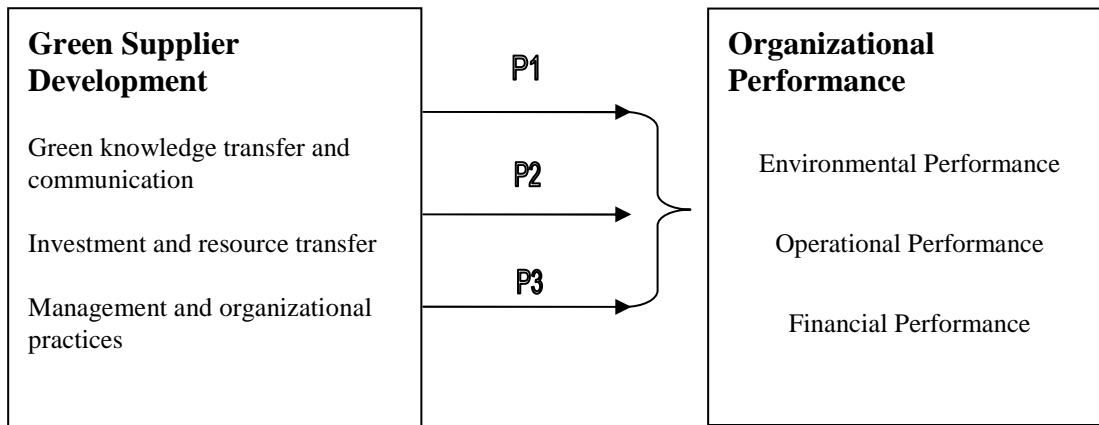 Green Supplier
Development
Green knowledge transfer and
communication
Investment and resource transfer
Management and organizational
practices
P1
P2
P3
Organizational
Performance
Environmental Performance
Operational Performance
Financial Performance